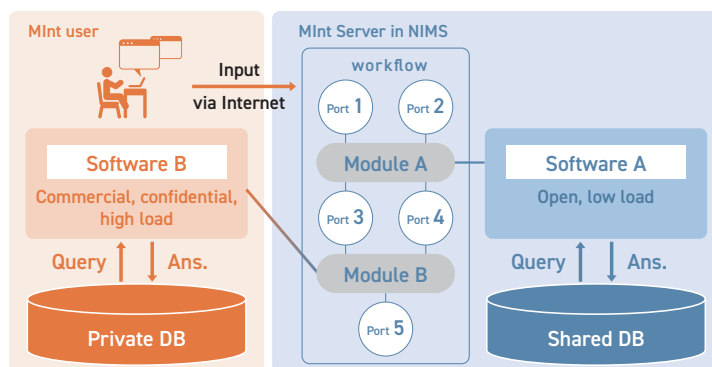 MInt user
MInt Server in NIMS
Input
via Internet
workflow
Port 1
Port 2
Module A
Port 3
Port 4
Module B
Port 5
Software B
Commercial, confidential,
high load
Query
Ans.
Private DB
Software A
Open, low load
Query
Ans.
Shared DB